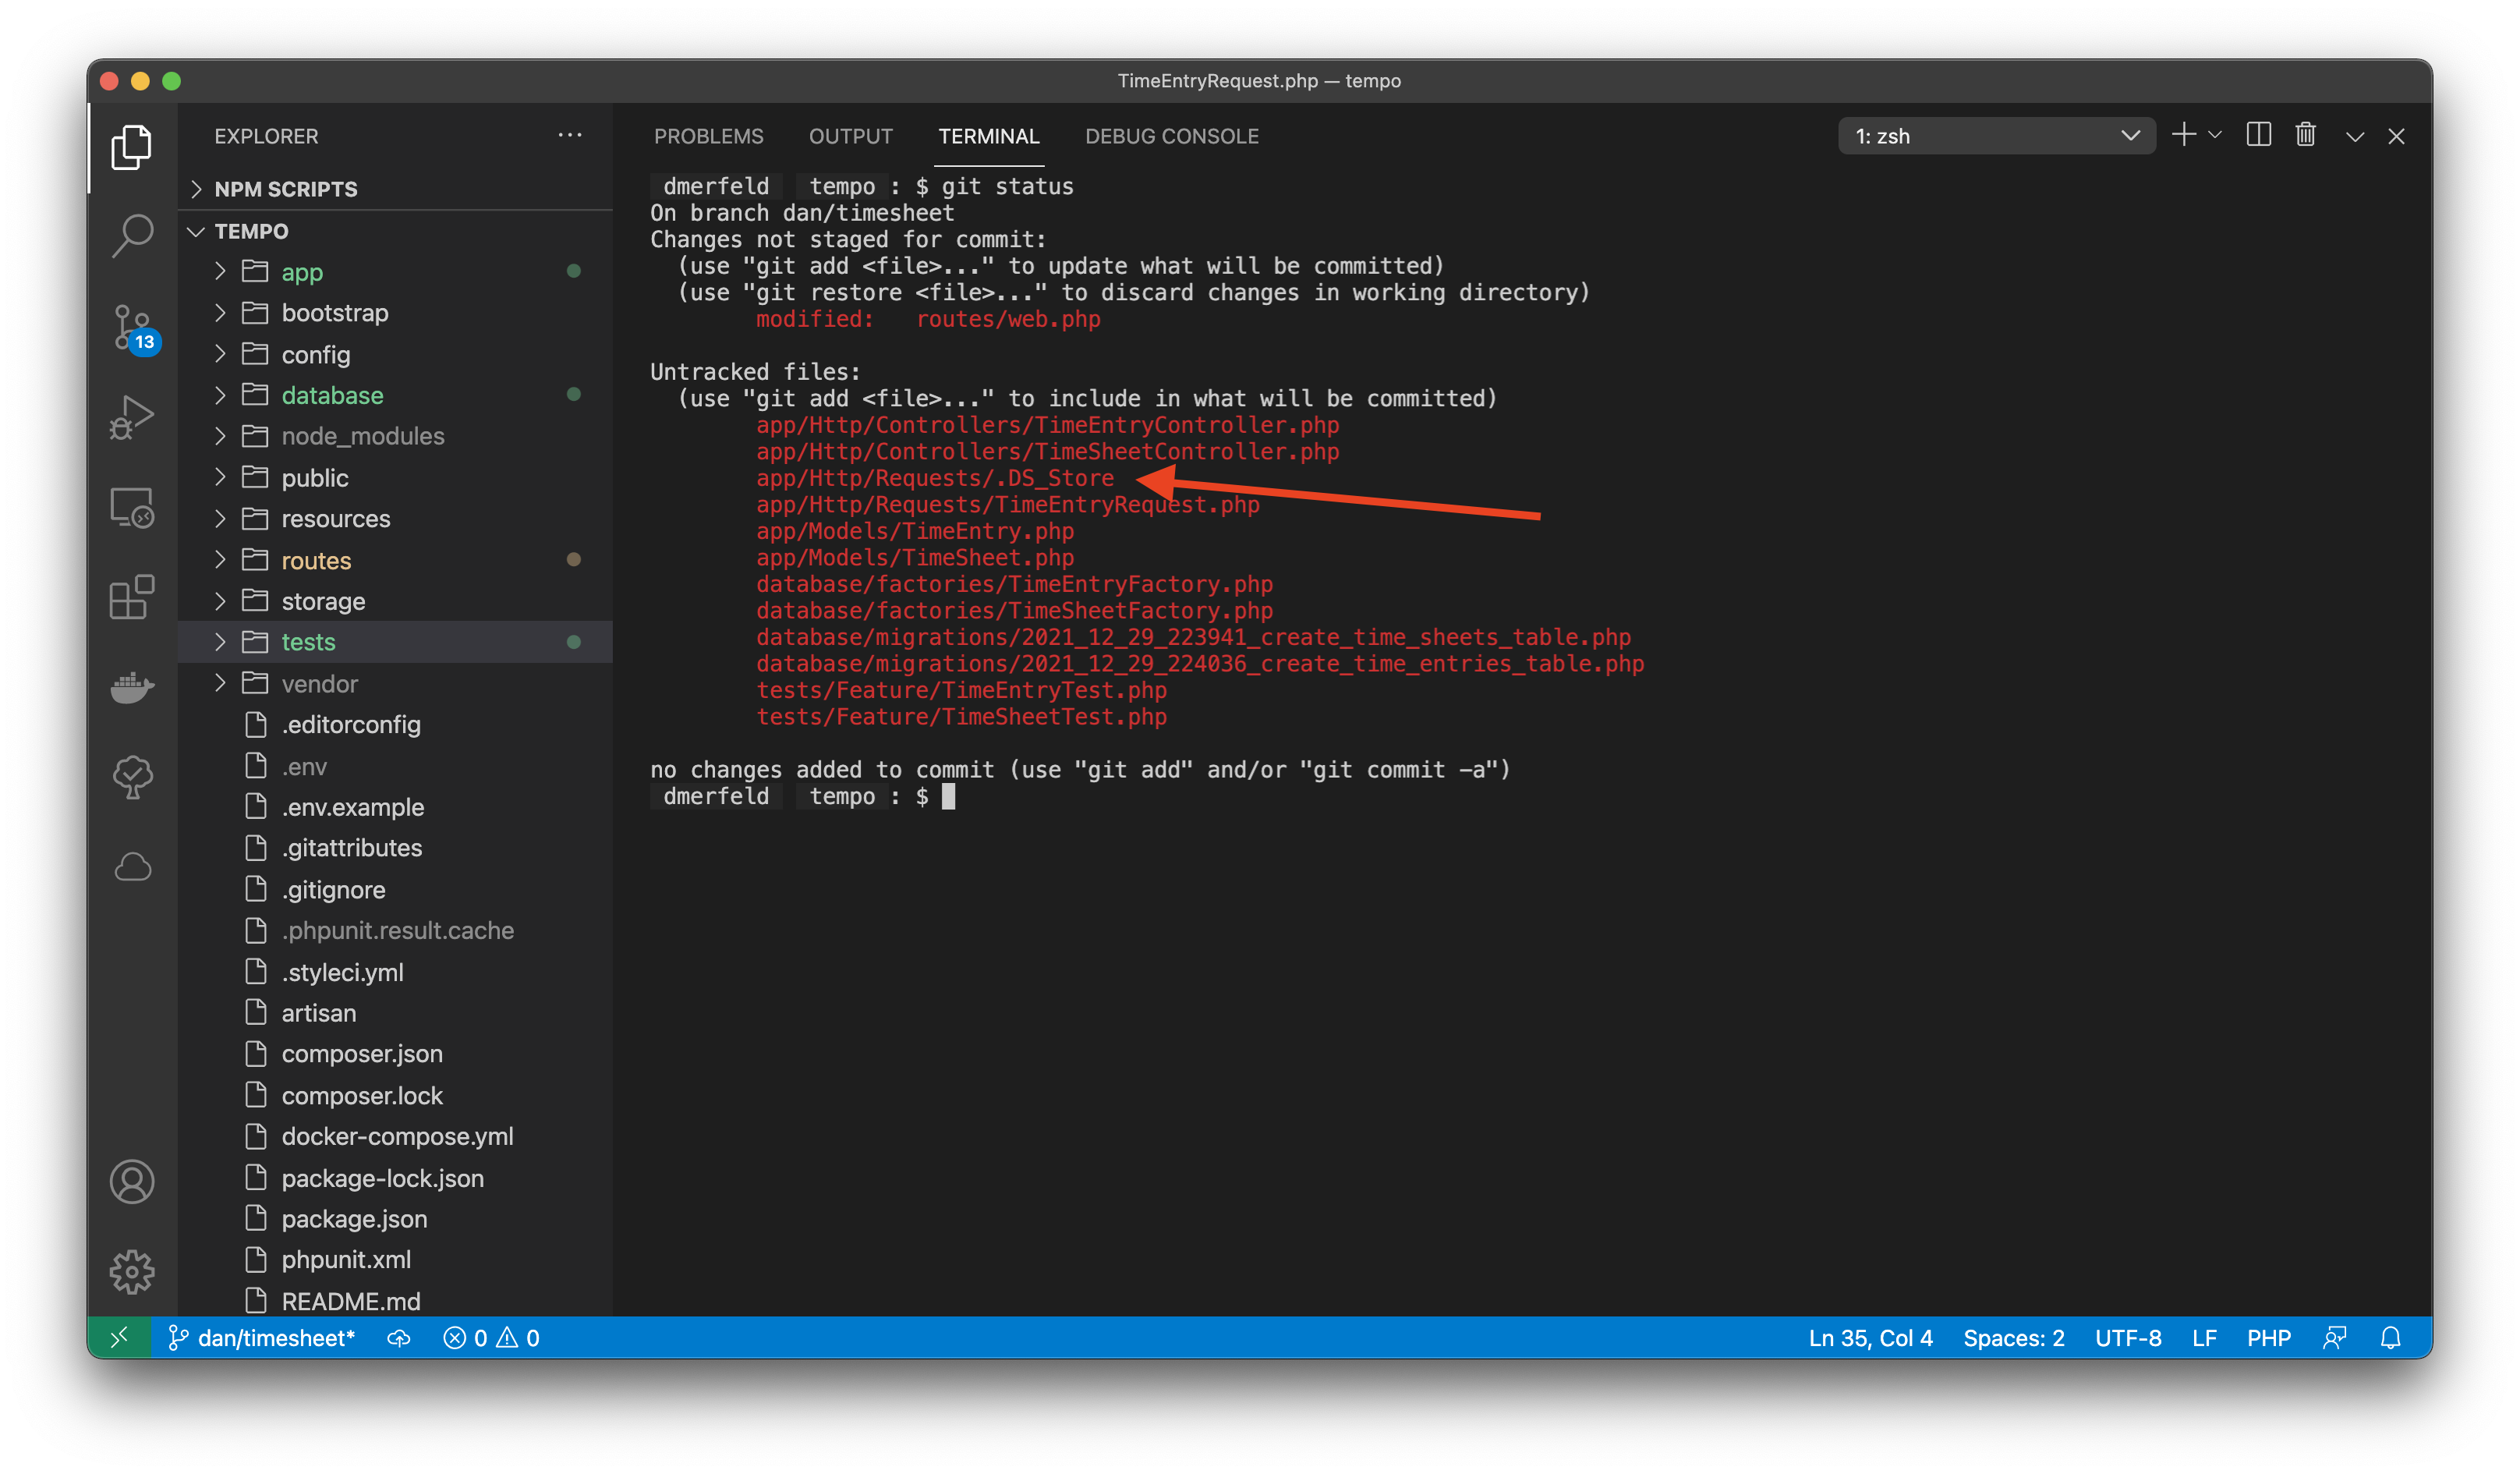 TimeEntryRequest.php — tempo
EXPLORER
NPM SCRIPTS
TEMPO
app
bootstrap
config
database
node_modules
public
resources
routes
storage
tests
vendor
.editorconfig
.env
.env.example
.gitattributes
.gitignore
.phpunit.result.cache
.styleci.yml
artisan
composer.json
composer.lock
docker-compose.yml
package-lock.json
package.json
phpunit.xml
README.md
13
PROBLEMS OUTPUT TERMINAL DEBUG CONSOLE 1: zsh
dmerfeld tempo : $ git status
On branch dan/timesheet
Changes not staged for commit:
(use "git add <file>..." to update what will be committed)
(use "git restore <file>..." to discard changes in working directory)
modified: routes/web.php
Untracked files:
(use "git add <file>..." to include in what will be committed)
app/Http/Controllers/TimeEntryController.php
app/Http/Controllers/TimeSheetController.php
app/Http/Requests/.DS_Store
app/Http/Requests/TimeEntryRequest.php
app/Models/TimeEntry.php
app/Models/TimeSheet.php
database/factories/TimeEntryFactory.php
database/factories/TimeSheetFactory.php
database/migrations/2021_12_29_223941_create_time_sheets_table.php
database/migrations/2021_12_29_224036_create_time_entries_table.php
tests/Feature/TimeEntryTest.php
tests/Feature/TimeSheetTest.php
no changes added to commit (use "git add" and/or "git commit -a")
dmerfeld tempo : $
dan/timesheet* 0 0 Ln 35, Col 4 Spaces: 2 UTF-8 LF PHP